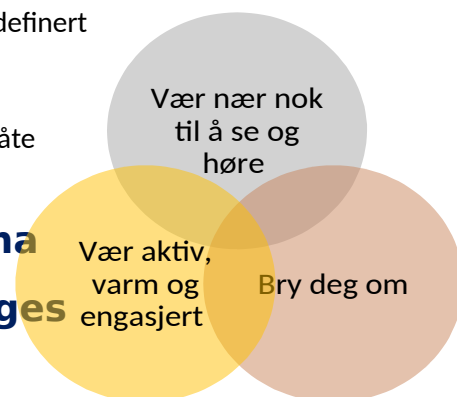 definert
Vær nær nok
til å se og
høre
åte
na
Vær aktiv,
varm og
engasjert
Bry deg om
ges